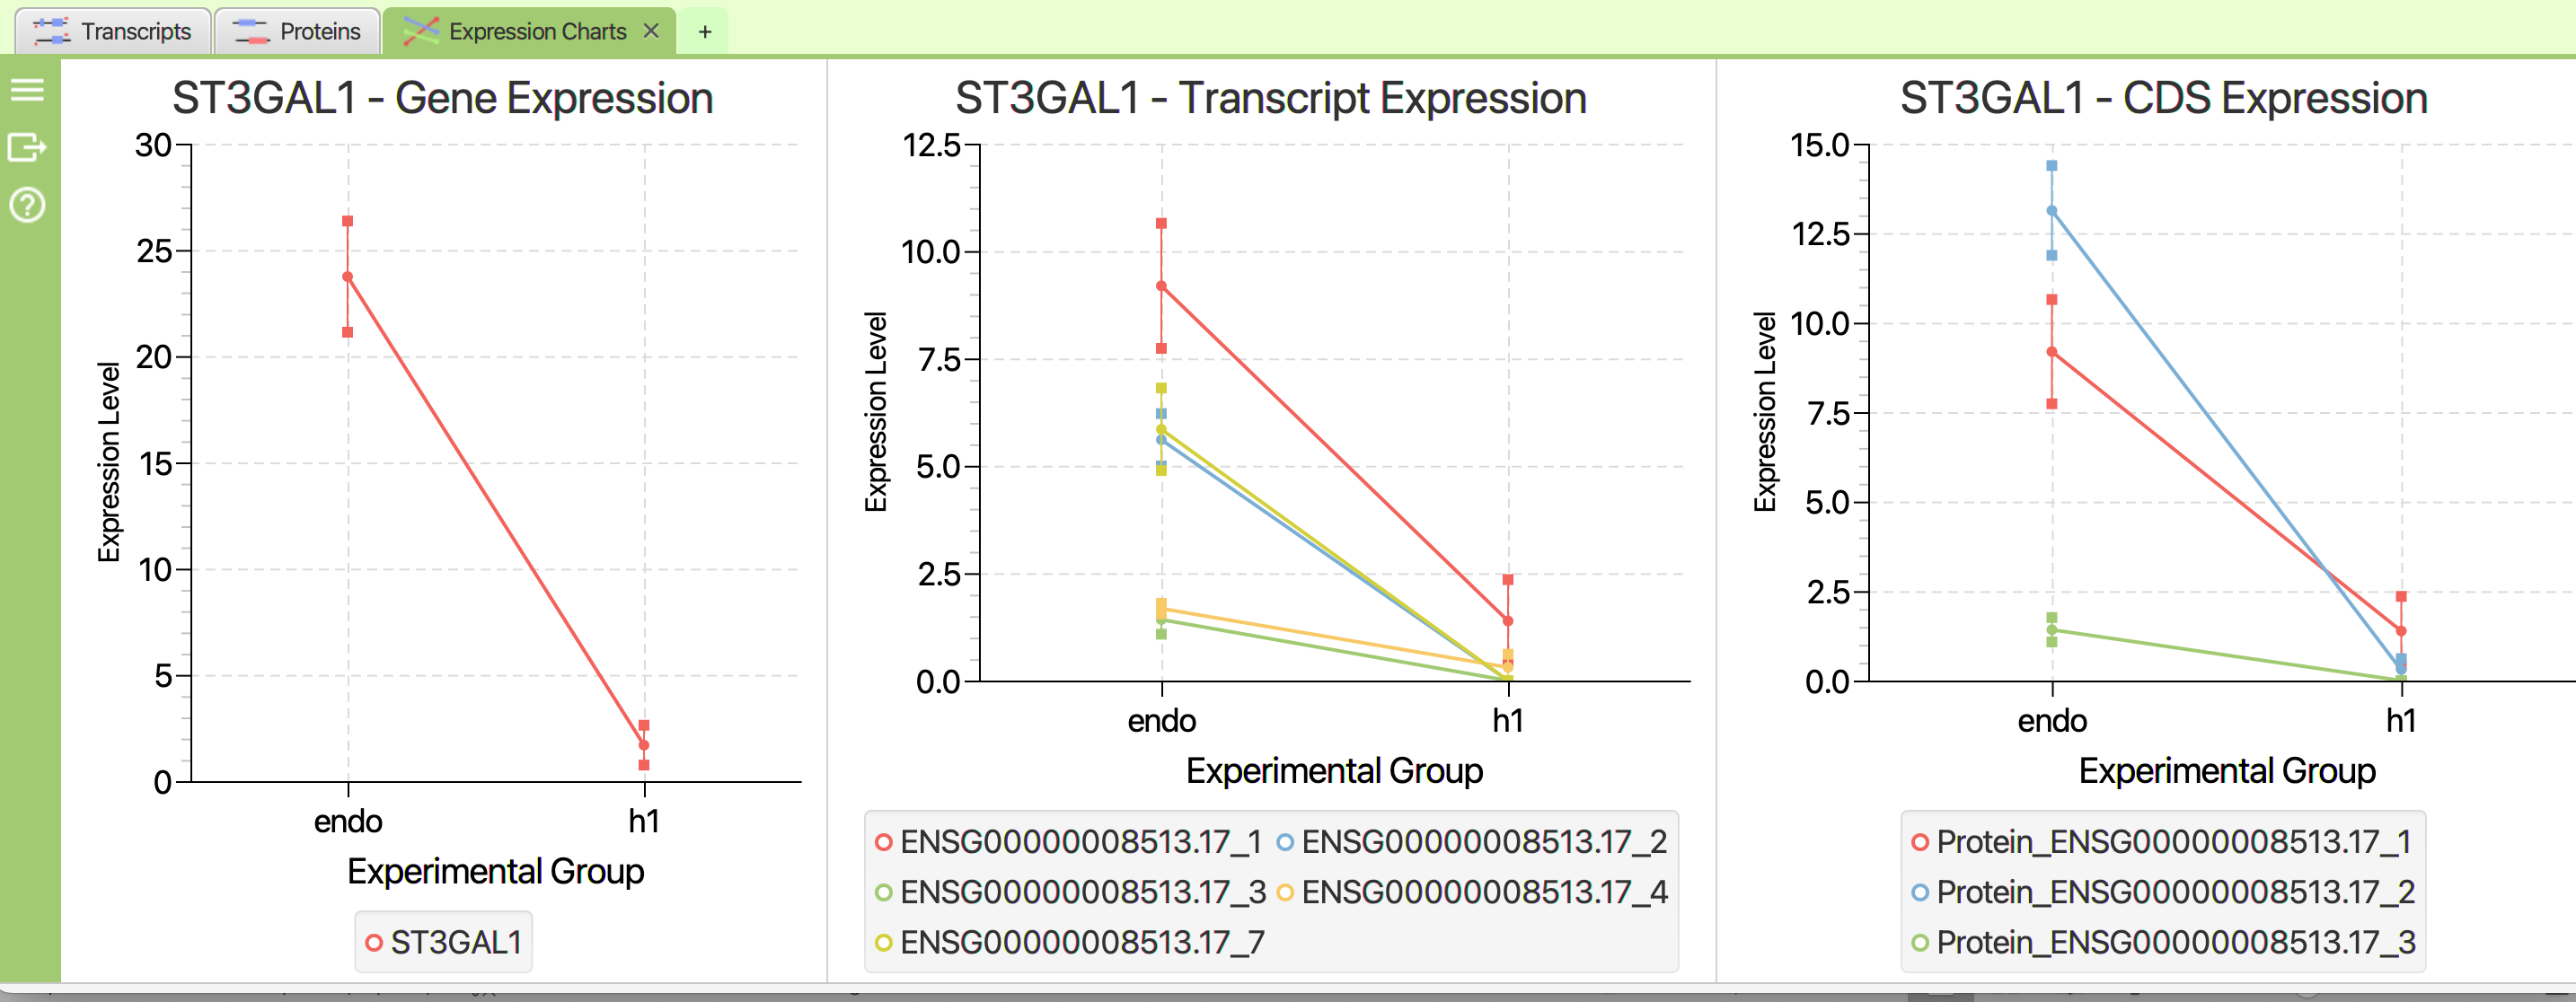 Transcripts Proteins Expression Charts × +
ST3GAL1 - Gene Expression
30
25
20
15
10
5
0
Expression Level
endo h1
Experimental Group
ST3GAL1
ST3GAL1 - Transcript Expression
12.5
10.0
7.5
5.0
2.5
0.0
Expression Level
endo h1
Experimental Group
ENSG00000008513.17_1 ENSG00000008513.17_2
ENSG00000008513.17_3 ENSG00000008513.17_4
ENSG00000008513.17_7
ST3GAL1 - CDS Expression
15.0
12.5
10.0
7.5
5.0
2.5
0.0
Expression Level
endo h1
Experimental Group
Protein_ENSG00000008513.17_1
Protein_ENSG00000008513.17_2
Protein_ENSG00000008513.17_3